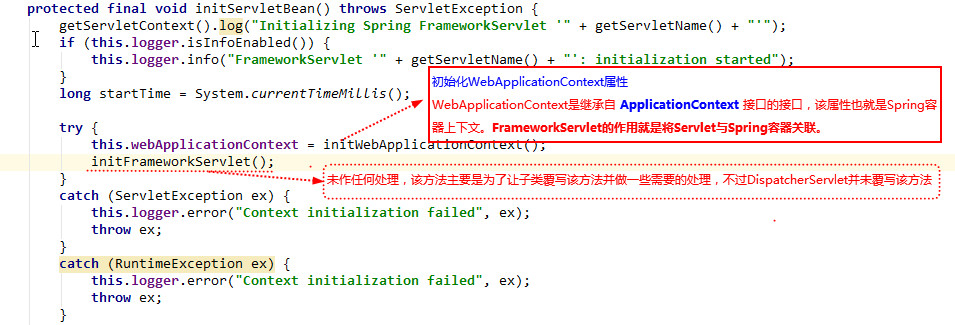 protected final void initServletBean() throws ServletException {
getServletContext().log("Initializing Spring FrameworkServlet '" + getServletName() + "'");
if (this.logger.isInfoEnabled()) {
this.logger.info("FrameworkServlet '" + getServletName() + "': initialization started");
}
long startTime = System.currentTimeMillis();
初始化WebApplicationContext属性
WebApplicationContext是继承自 ApplicationContext 接口的接口，该属性也就是Spring容
器上下文。FrameworkServlet的作用就是将Servlet与Spring容器关联。
try {
this.webApplicationContext = initWebApplicationContext();
initFrameworkServlet();
未作任何处理，该方法主要是为了让子类覆写该方法并做一些需要的处理，不过DispatcherServlet并未覆写该方法
}
catch (ServletException ex) {
this.logger.error("Context initialization failed", ex);
throw ex;
}
catch (RuntimeException ex) {
this.logger.error("Context initialization failed", ex);
throw ex;
}